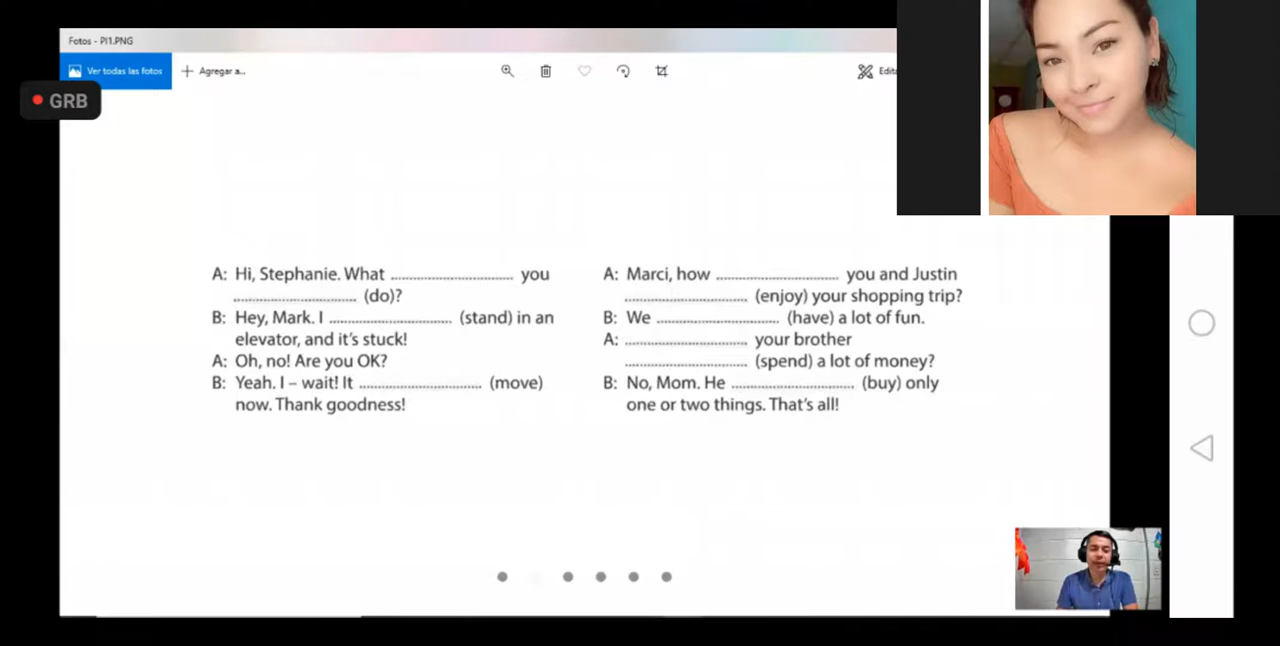 Fotos - PI1.PNG
Ver todas las fotos
Agregar a...
GRB
A: Hi, Stephanie. What ........................ you
........................ (do)?
B: Hey, Mark. I ........................ (stand) in an
elevator, and it's stuck!
A: Oh, no! Are you OK?
B: Yeah. I – wait! It ........................ (move)
now. Thank goodness!
A: Marci, how ........................ you and Justin
........................ (enjoy) your shopping trip?
B: We ........................ (have) a lot of fun.
A: ........................ your brother
........................ (spend) a lot of money?
B: No, Mom. He ........................ (buy) only
one or two things. That's all!